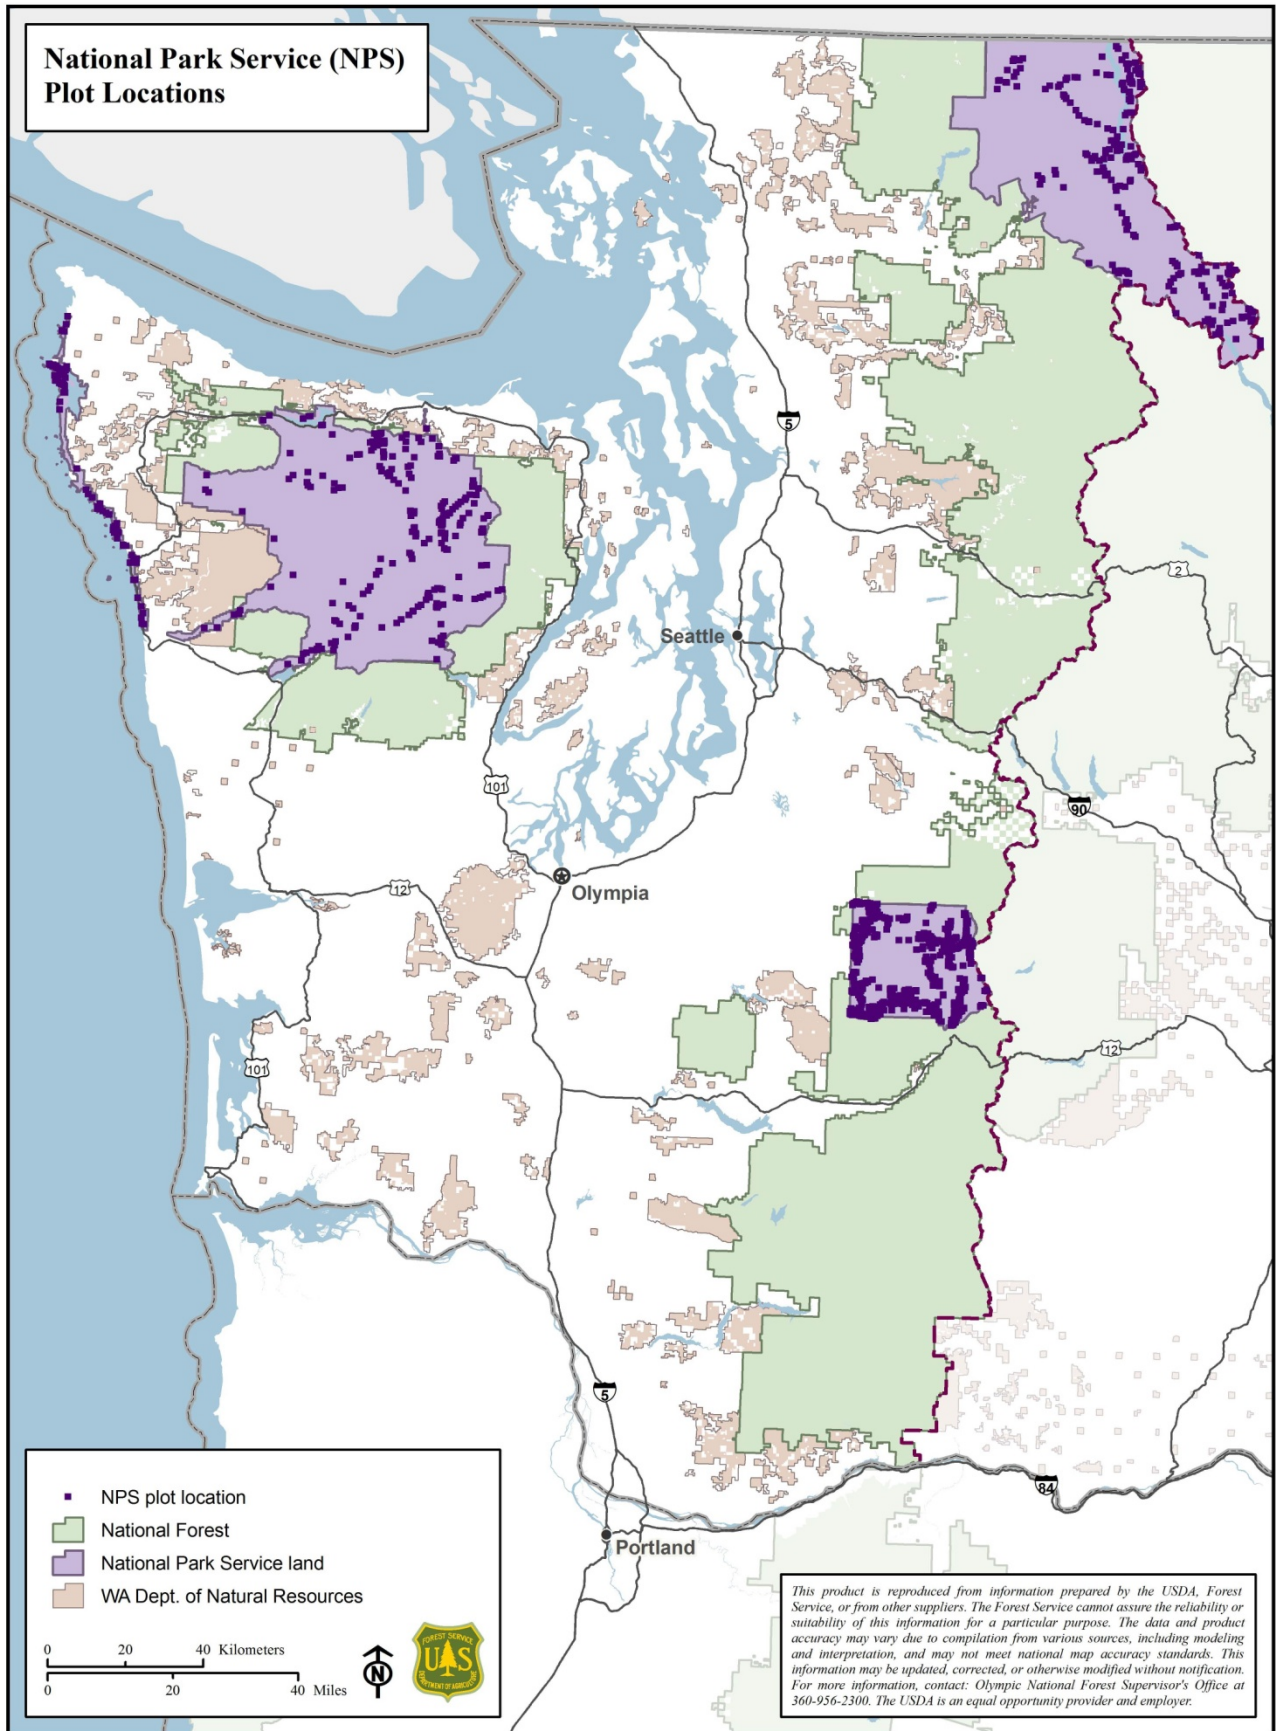 National Park Service (NPS)
Plot Locations
5
2
Seattle
101
90
12
Olympia
101
12
5
84
Portland
NPS plot location
National Forest
National Park Service land
WA Dept. of Natural Resources
0 20 40 Kilometers
0 20 40 Miles
N
FOREST SERVICE
U S
DEPARTMENT OF AGRICULTURE
This product is reproduced from information prepared by the USDA, Forest
Service, or from other suppliers. The Forest Service cannot assure the reliability or
suitability of this information for a particular purpose. The data and product
accuracy may vary due to compilation from various sources, including modeling
and interpretation, and may not meet national map accuracy standards. This
information may be updated, corrected, or otherwise modified without notification.
For more information, contact: Olympic National Forest Supervisor's Office at
360-956-2300. The USDA is an equal opportunity provider and employer.